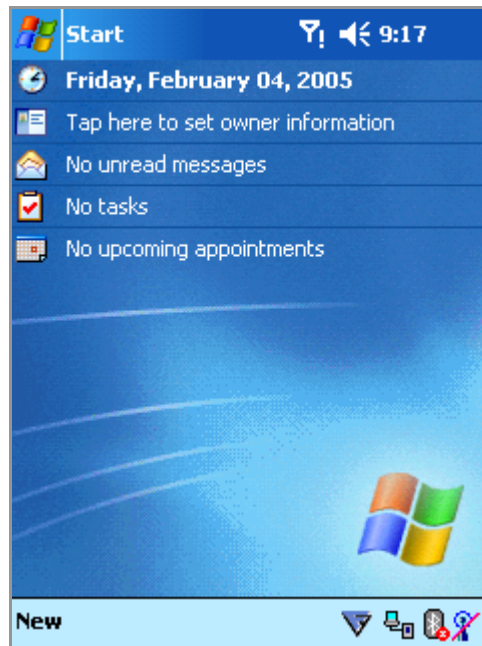 Start 9:17
Friday, February 04, 2005
Tap here to set owner information
No unread messages
No tasks
No upcoming appointments
New